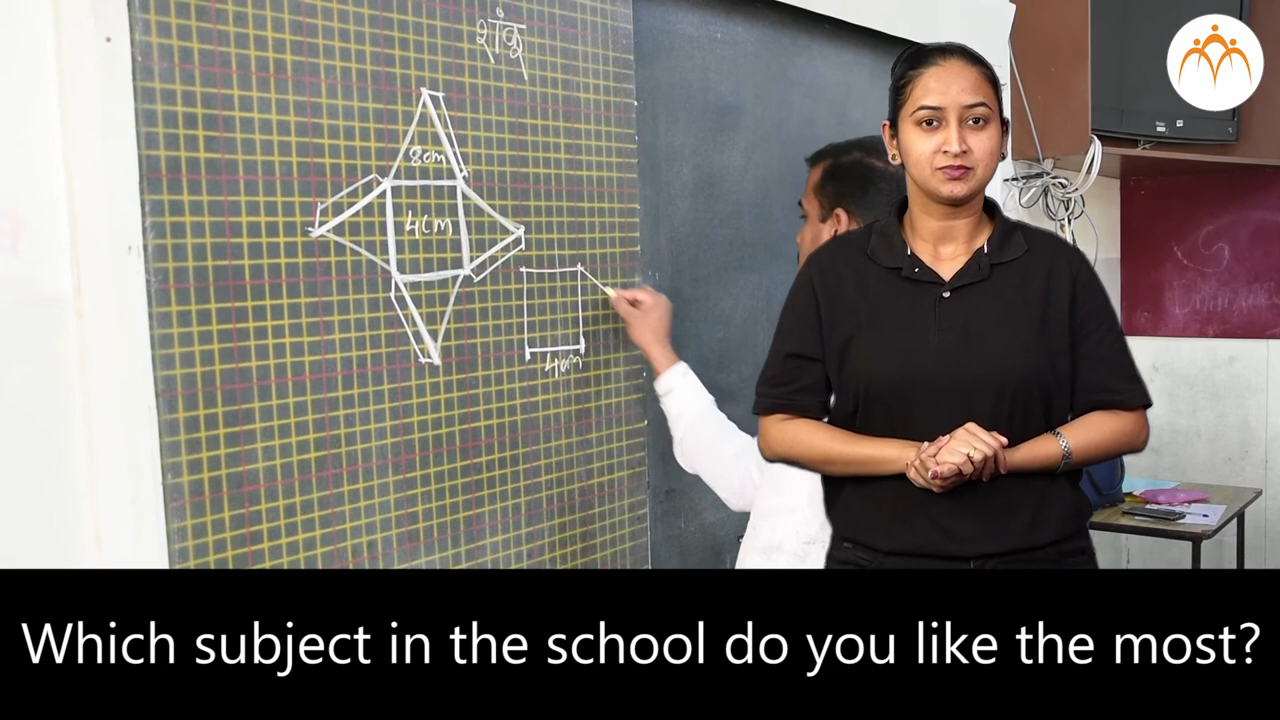 शंकू
8cm
4cm
4cm
Which subject in the school do you like the most?